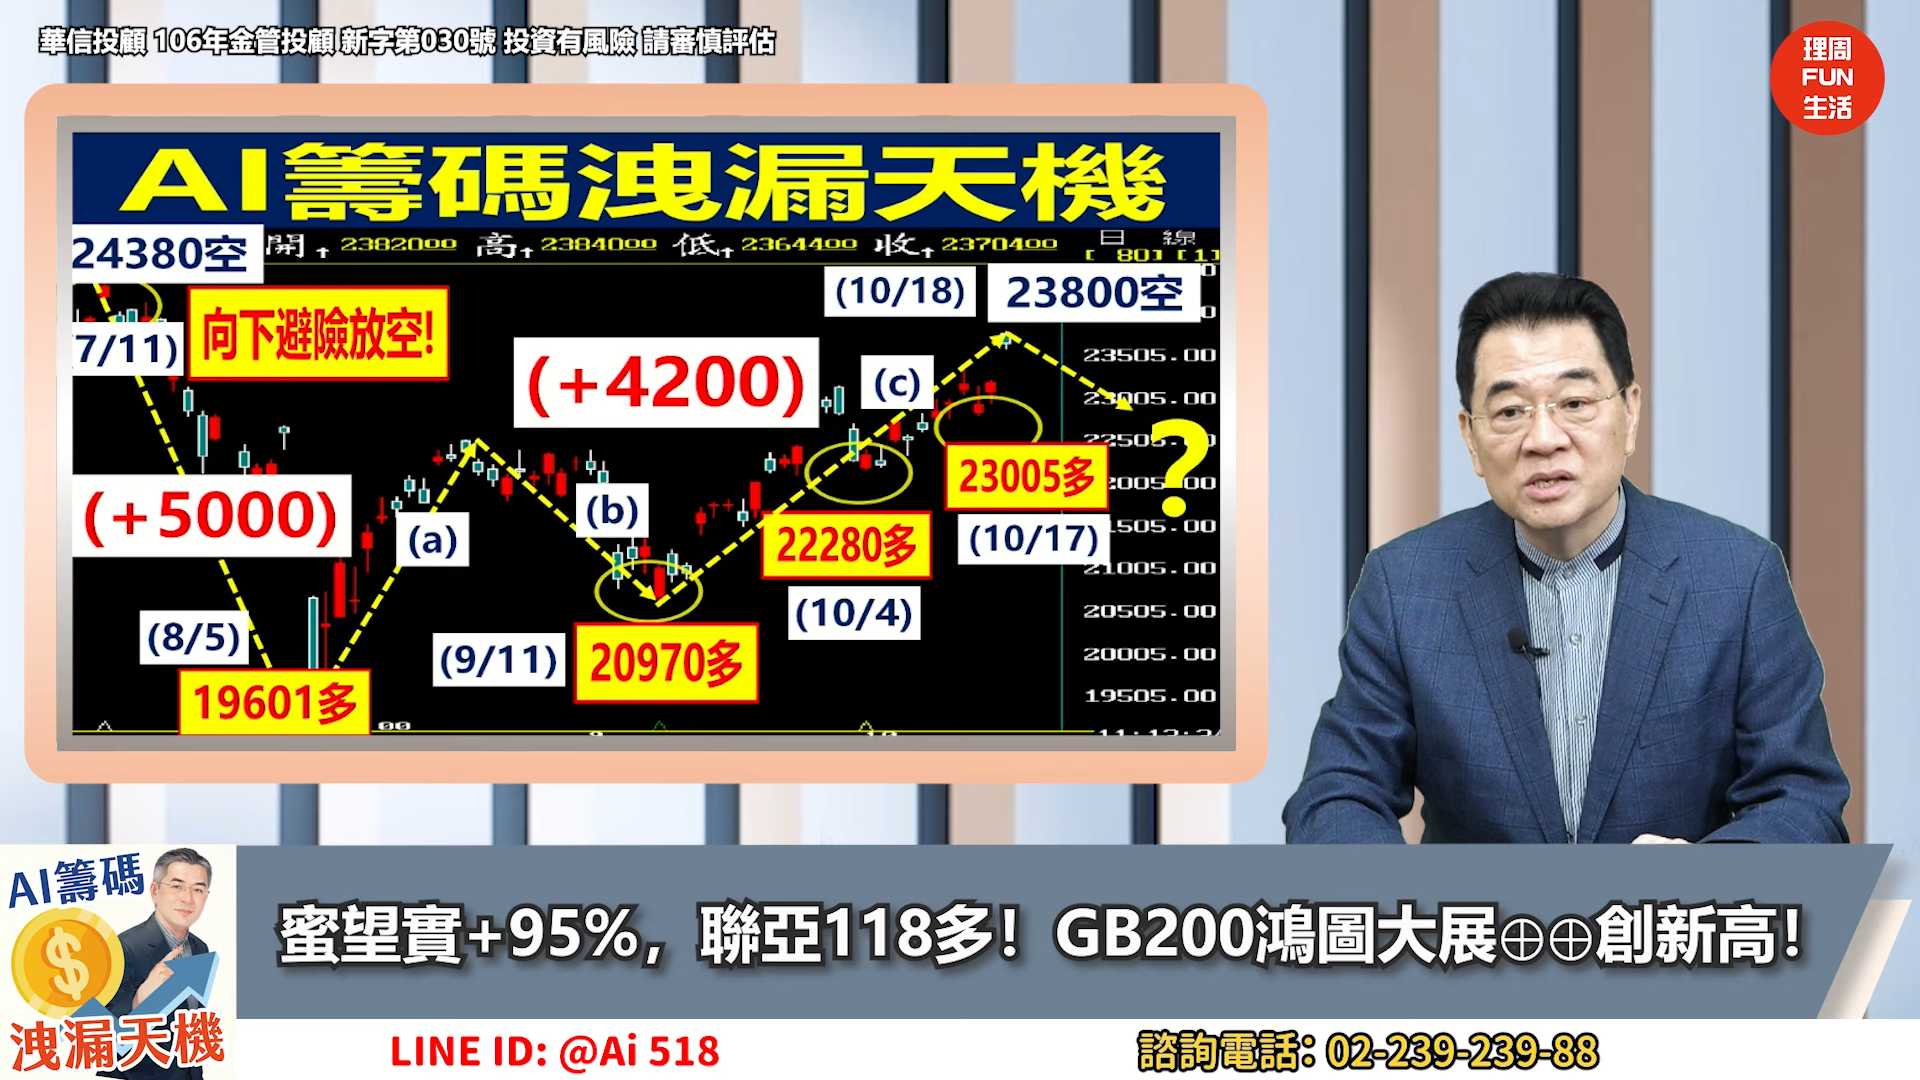 華信投顧 106年金管投顧 新字第030號 投資有風險 請審慎評估
理周
FUN
生活
AI籌碼洩漏天機
24380空
開↑2382000 高↑2384000 低↑2364400 收↑2370400
日 線
[ 80] [1]
(7/11)
向下避險放空!
(10/18)
23800空
23505.00
(+4200)
(c)
23005.00
23005多
(+5000)
(a)
(b)
22280多
(10/17)
21005.00
(8/5)
(9/11)
20970多
(10/4)
20505.00
20005.00
19601多
19505.00
?
AI籌碼
$
洩漏天機
蜜望實+95%，聯亞118多！GB200鴻圖大展⊕⊕創新高！
LINE ID: @Ai 518
諮詢電話：02-239-239-88